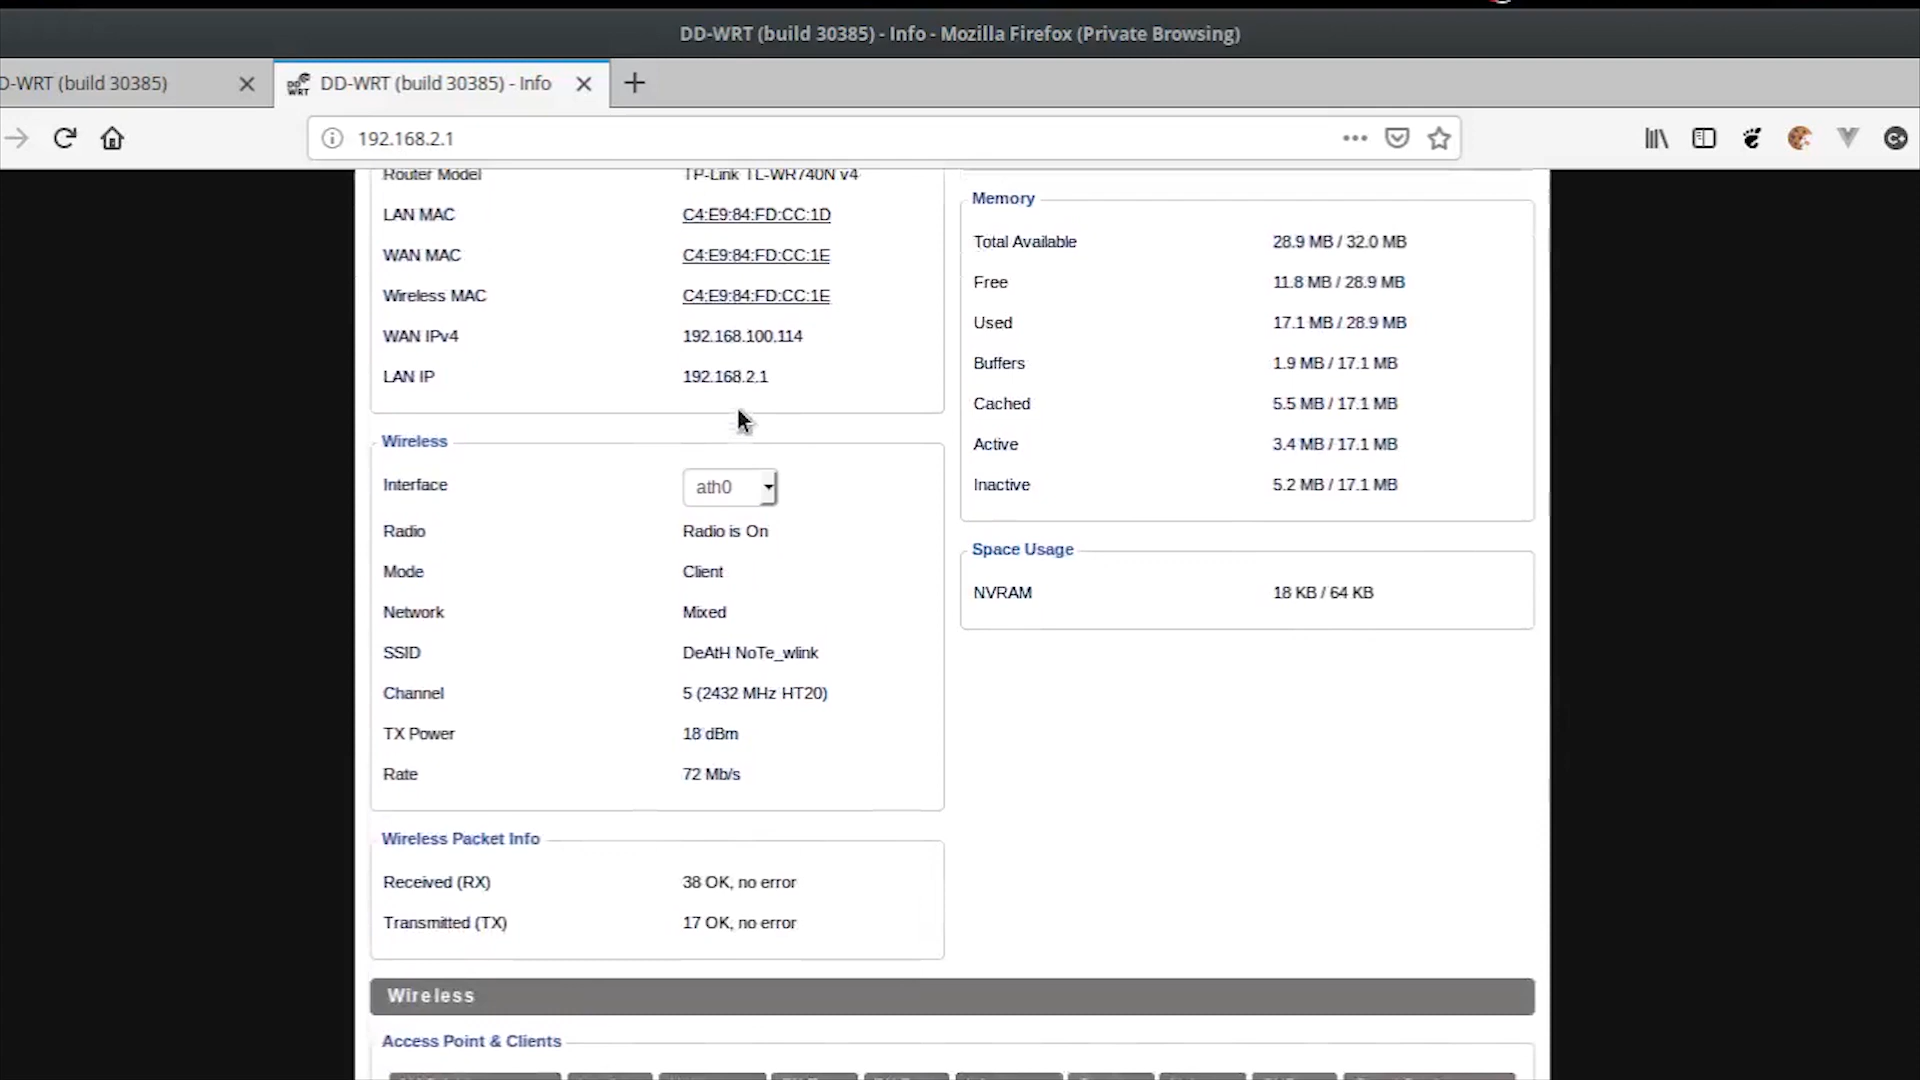 DD-WRT (build 30385) - Info - Mozilla Firefox (Private Browsing)
D-WRT (build 30385)
DD-WRT (build 30385) - Info
192.168.2.1
Router Model TP-Link TL-WR740N v4
LAN MAC C4:E9:84:FD:CC:1D
WAN MAC C4:E9:84:FD:CC:1E
Wireless MAC C4:E9:84:FD:CC:1E
WAN IPv4 192.168.100.114
LAN IP 192.168.2.1
Wireless
Interface ath0
Radio Radio is On
Mode Client
Network Mixed
SSID DeAtH NoTe_wlink
Channel 5 (2432 MHz HT20)
TX Power 18 dBm
Rate 72 Mb/s
Wireless Packet Info
Received (RX) 38 OK, no error
Transmitted (TX) 17 OK, no error
Memory
Total Available 28.9 MB / 32.0 MB
Free 11.8 MB / 28.9 MB
Used 17.1 MB / 28.9 MB
Buffers 1.9 MB / 17.1 MB
Cached 5.5 MB / 17.1 MB
Active 3.4 MB / 17.1 MB
Inactive 5.2 MB / 17.1 MB
Space Usage
NVRAM 18 KB / 64 KB
Wireless
Access Point & Clients